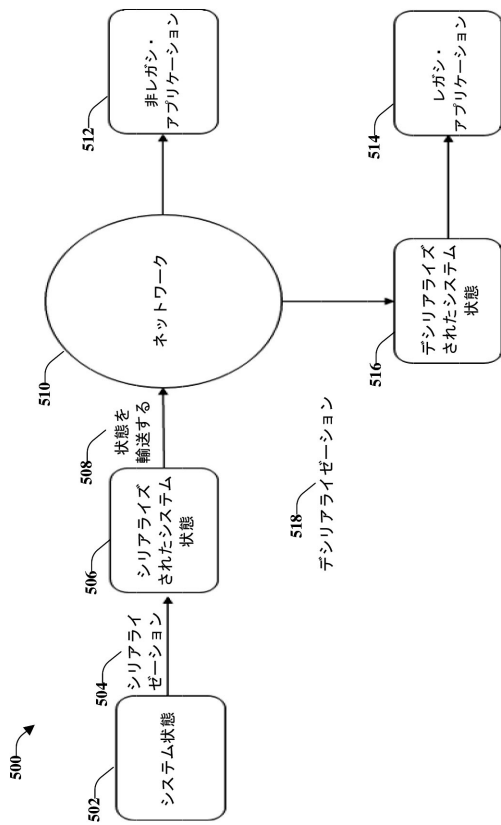 500
502
システム状態
504
シリアライ
ゼーション
506
シリアライズ
されたシステム
状態
508
状態を
輸送する
510
ネットワーク
512
非レガシ・
アプリケーション
514
レガシ・
アプリケーション
516
デシリアライズ
されたシステム
状態
518
デシリアライゼーション